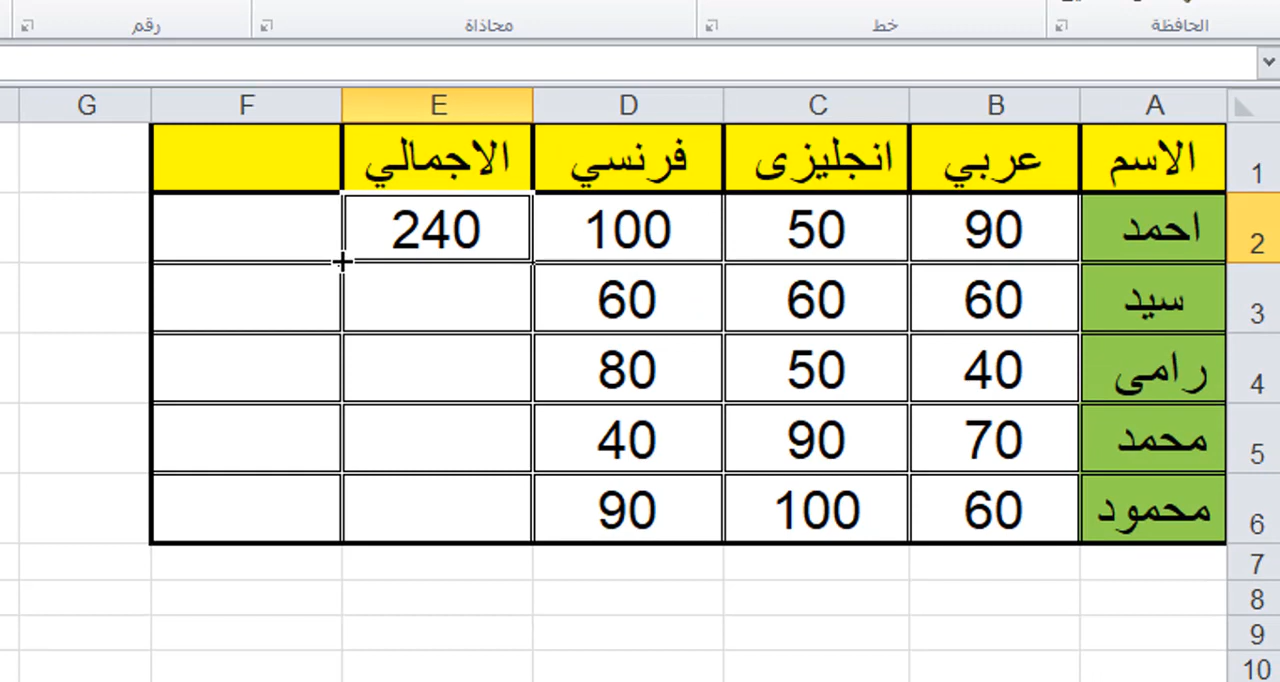 الحافظة خط محاذاة رقم
A B C D E F G
1 الاسم عربي انجليزى فرنسي الاجمالي
2 احمد 90 50 100 240
3 سيد 60 60 60
4 رامى 40 50 80
5 محمد 70 90 40
6 محمود 60 100 90
7
8
9
10